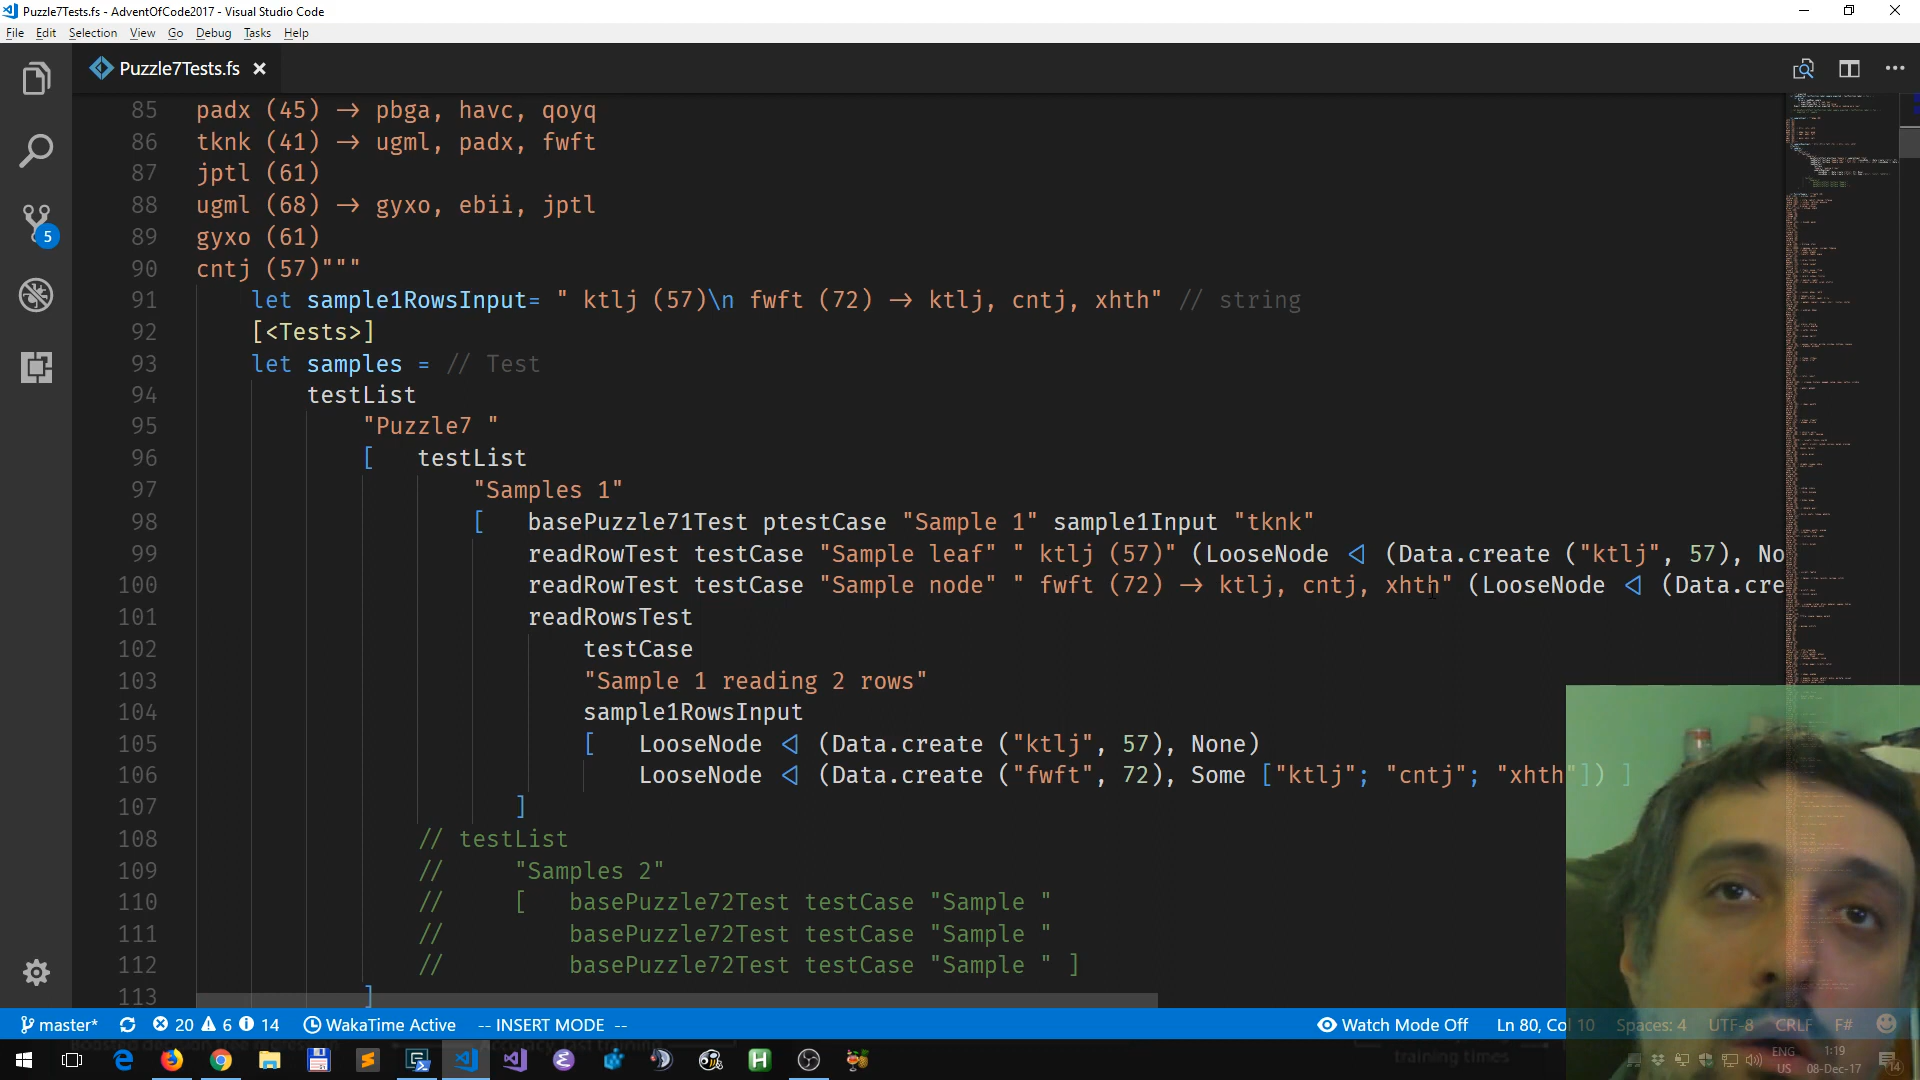 Puzzle7Tests.fs - AdventOfCode2017 - Visual Studio Code
File Edit Selection View Go Debug Tasks Help
Puzzle7Tests.fs
85 padx (45) -> pbga, havc, qoyq
86 tknk (41) -> ugml, padx, fwft
87 jptl (61)
88 ugml (68) -> gyxo, ebii, jptl
89 gyxo (61)
90 cntj (57)"""
91 let sample1RowsInput= " ktlj (57)\n fwft (72) -> ktlj, cntj, xhth" // string
92 [<Tests>]
93 let samples = // Test
94 testList
95 "Puzzle7 "
96 [ testList
97 "Samples 1"
98 [ basePuzzle71Test ptestCase "Sample 1" sample1Input "tknk"
99 readRowTest testCase "Sample leaf" " ktlj (57)" (LooseNode <| (Data.create ("ktlj", 57), No
100 readRowTest testCase "Sample node" " fwft (72) -> ktlj, cntj, xhth" (LooseNode <| (Data.cre
101 readRowsTest
102 testCase
103 "Sample 1 reading 2 rows"
104 sample1RowsInput
105 [ LooseNode <| (Data.create ("ktlj", 57), None)
106 LooseNode <| (Data.create ("fwft", 72), Some ["ktlj"; "cntj"; "xhth"]) ]
107 ]
108 // testList
109 // "Samples 2"
110 // [ basePuzzle72Test testCase "Sample "
111 // basePuzzle72Test testCase "Sample "
112 // basePuzzle72Test testCase "Sample " ]
113 ]
5
master* 20 6 14 WakaTime Active -- INSERT MODE -- Watch Mode Off Ln 80, Col 10 Spaces: 4 UTF-8 CRLF F#
training times
ENG 1:19
US 08-Dec-17
14